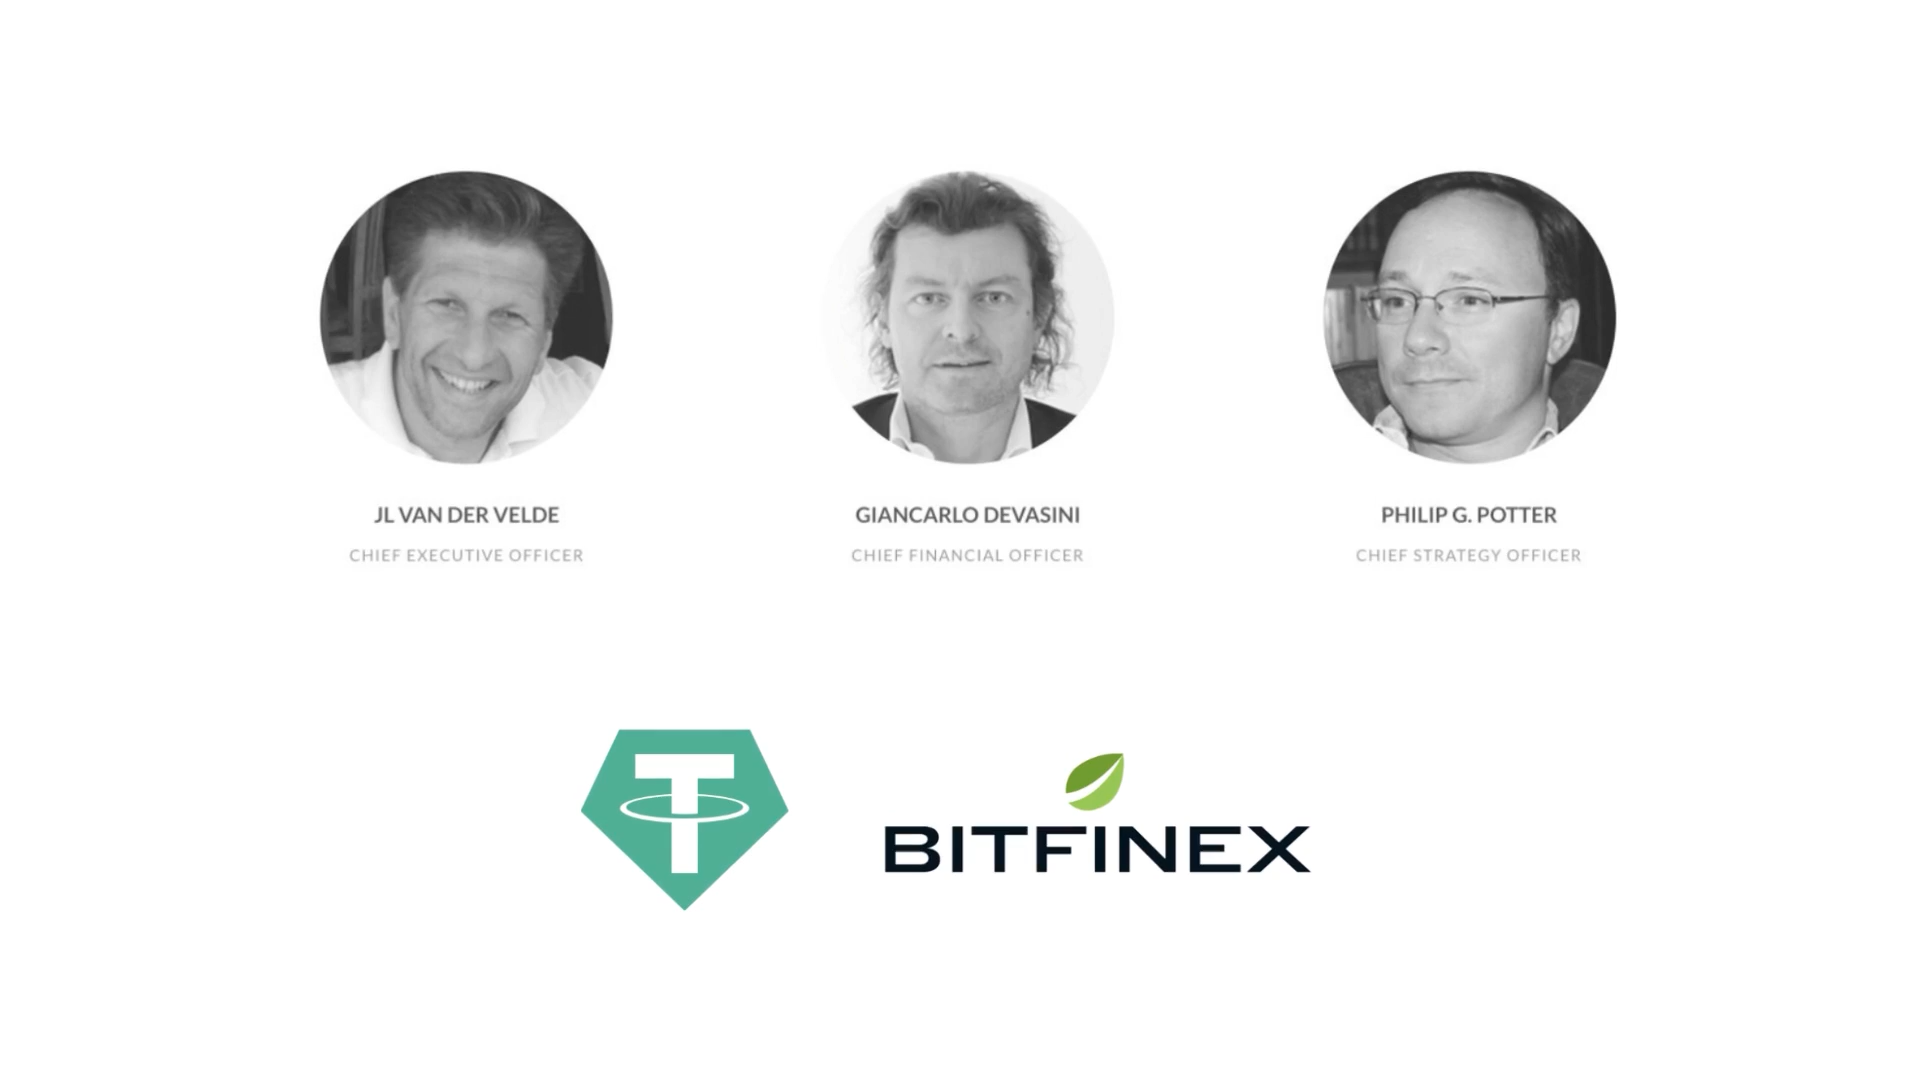 JL VAN DER VELDE
CHIEF EXECUTIVE OFFICER
GIANCARLO DEVASINI
CHIEF FINANCIAL OFFICER
PHILIP G. POTTER
CHIEF STRATEGY OFFICER
T
BITFINEX